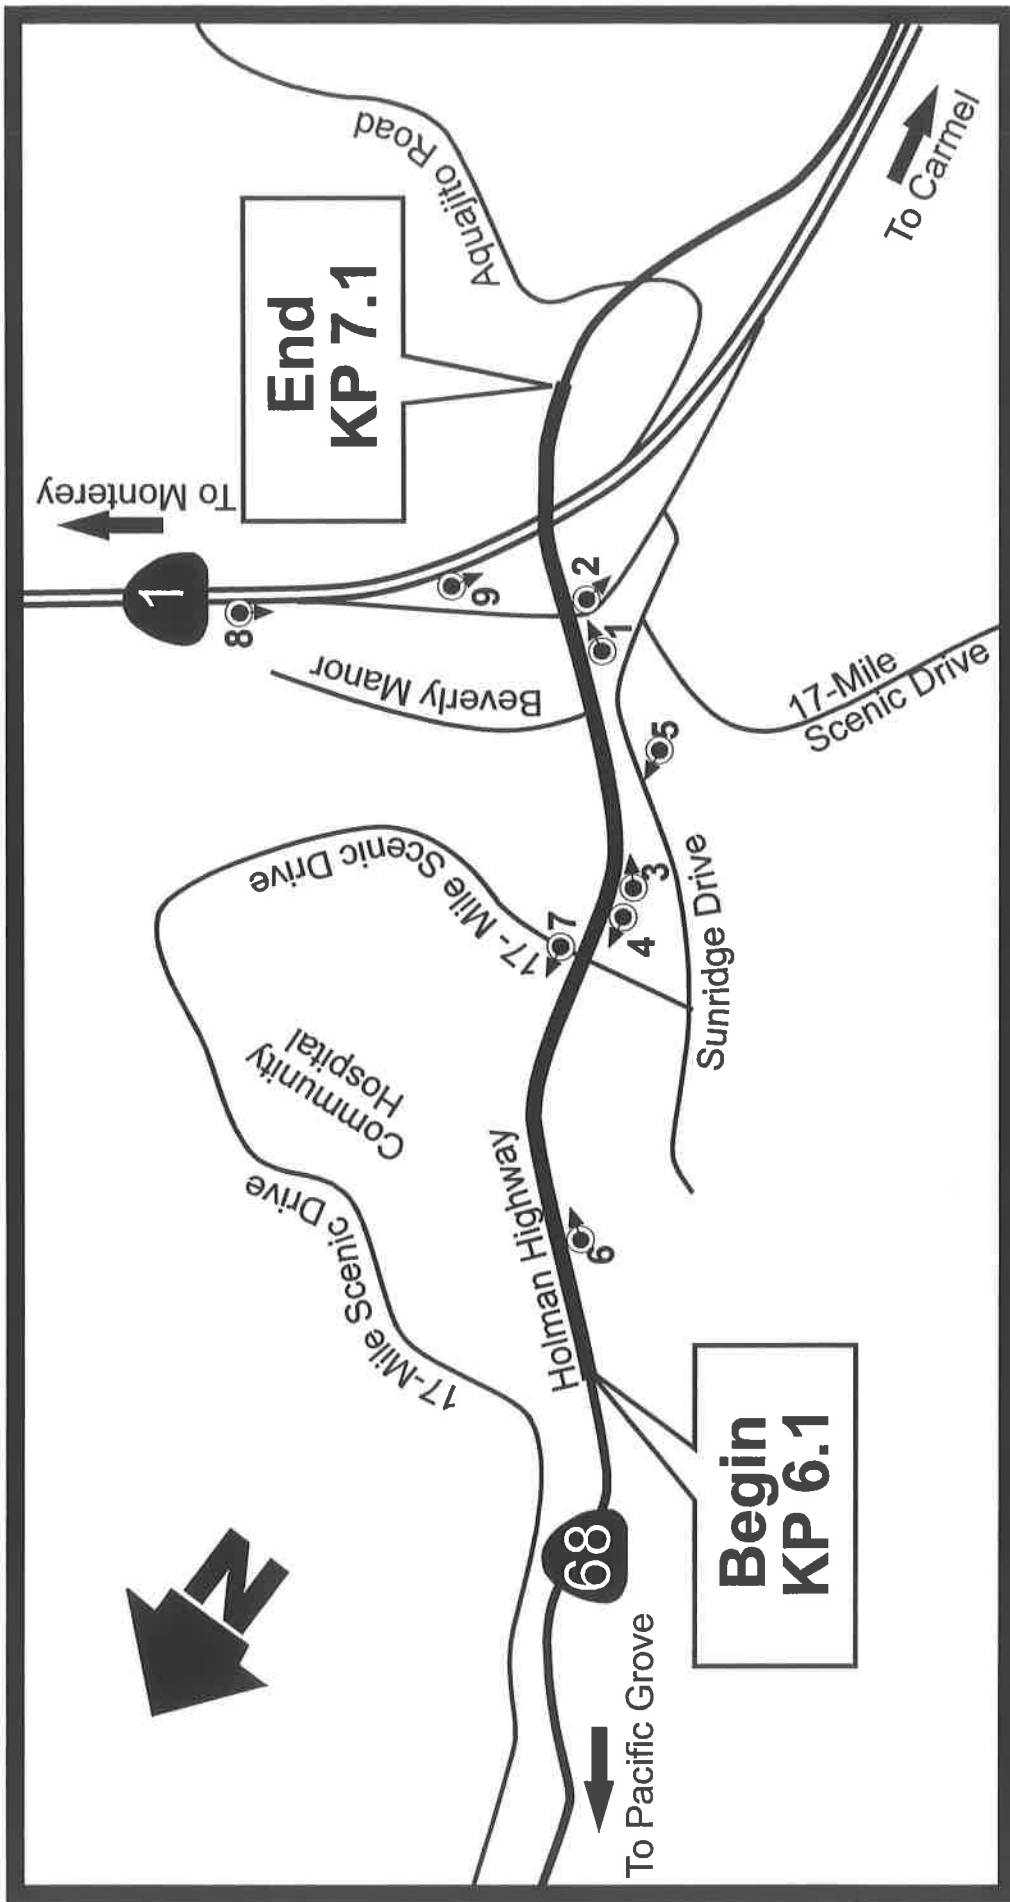 To Monterey
1
8
N
Community
Hospital
17-Mile Scenic Drive
17- Mile Scenic Drive
Beverly Manor
End
KP 7.1
Aquajito Road
9
Holman Highway
68
6
7
4
3
5
1
2
Sunridge Drive
17-Mile
Scenic Drive
To Pacific Grove
Begin
KP 6.1
To Carmel